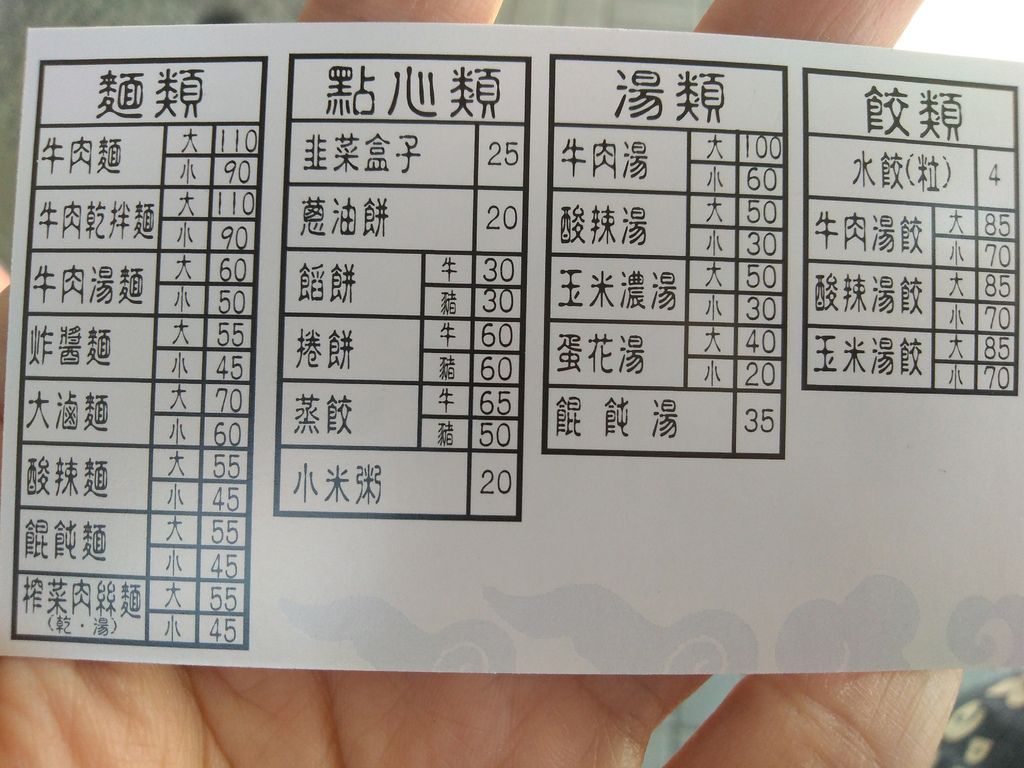 麵類
牛肉麵 大 110
小 90
牛肉乾拌麵 大 110
小 90
牛肉湯麵 大 60
小 50
炸醬麵 大 55
小 45
大滷麵 大 70
小 60
酸辣麵 大 55
小 45
餛飩麵 大 55
小 45
榨菜肉絲麵 大 55
(乾·湯) 小 45
點心類
韭菜盒子 25
蔥油餅 20
餡餅 牛 30
豬 30
捲餅 牛 60
豬 60
蒸餃 牛 65
豬 50
小米粥 20
湯類
牛肉湯 大 100
小 60
酸辣湯 大 50
小 30
玉米濃湯 大 50
小 30
蛋花湯 大 40
小 20
餛飩湯 35
餃類
水餃(粒) 4
牛肉湯餃 大 85
小 70
酸辣湯餃 大 85
小 70
玉米湯餃 大 85
小 70